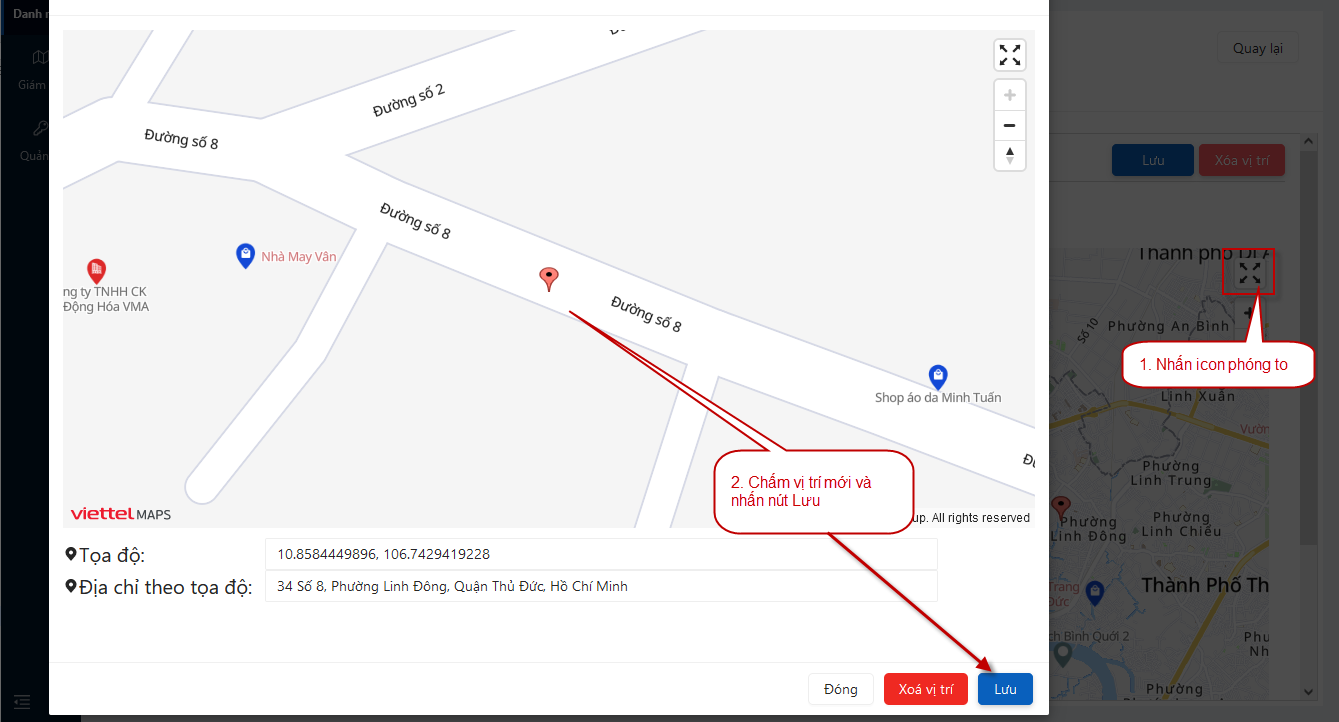 Danh
Giám
Quản
Quay lại
Lưu
Xóa vị trí
Đường số 2
Đường số 8
Đường số 8
Đường số 8
Nhà May Vân
ng ty TNHH CK
Động Hóa VMA
Shop áo da Minh Tuấn
viettel MAPS
up. All rights reserved
2. Chấm vị trí mới và
nhấn nút Lưu
1. Nhấn icon phóng to
Thành phố Dĩ A
Số 10
Phường An Bình
Linh Xuân
Vườn
Phường
Linh Trung
Phường
Linh Đông
Phường
Linh Chiểu
Trang
Đức
Thành Phố Th
ch Bình Quới 2
Phư
Nh
Phường
Tọa độ:
10.8584449896, 106.7429419228
Địa chỉ theo tọa độ:
34 Số 8, Phường Linh Đông, Quận Thủ Đức, Hồ Chí Minh
Đóng
Xoá vị trí
Lưu